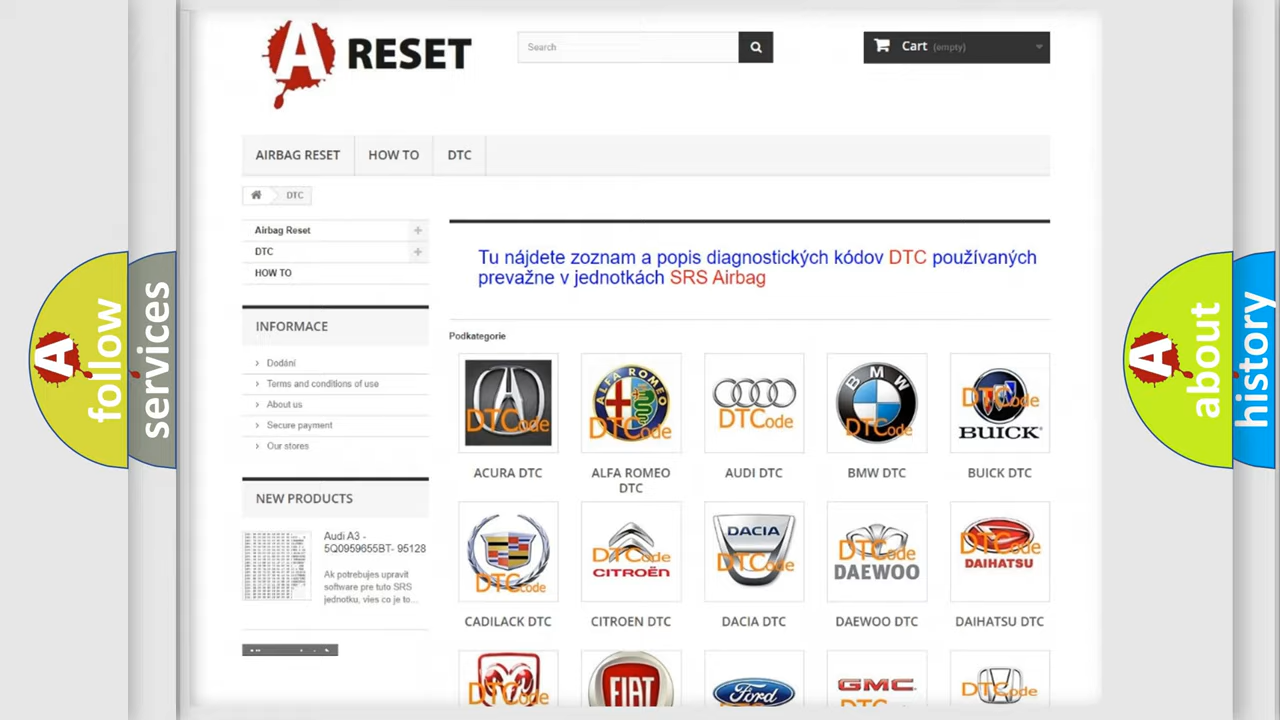 A RESET
Search
Cart (empty)
AIRBAG RESET
HOW TO
DTC
DTC
Airbag Reset
DTC
HOW TO
INFORMACE
Dodání
Terms and conditions of use
About us
Secure payment
Our stores
NEW PRODUCTS
Audi A3 -
5Q0959655BT- 95128
Ak potrebujes upravit
software pre tuto SRS
jednotku, vies co je to...
Tu nájdete zoznam a popis diagnostických kódov DTC používaných
prevažne v jednotkách SRS Airbag
Podkategorie
DTCode
ALFA ROMEO
DTCode
DTCode
BMW
DTCode
DTCode
BUICK
ACURA DTC
ALFA ROMEO
DTC
AUDI DTC
BMW DTC
BUICK DTC
DTCode
DTCode
CITROËN
DACIA
DTCode
DTCode
DAEWOO
DTCode
DAIHATSU
CADILACK DTC
CITROEN DTC
DACIA DTC
DAEWOO DTC
DAIHATSU DTC
DTCode
FIAT
Ford
GMC
DTCode
A follow
services
A about
history